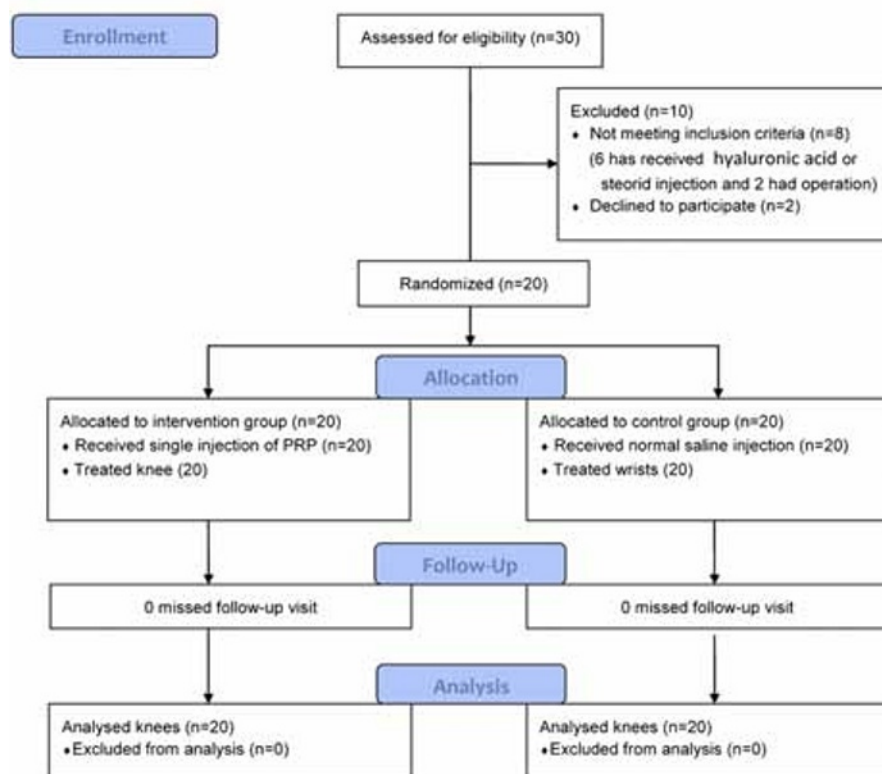 Enrollment
Assessed for eligibility (n=30)
Excluded (n=10)
♦ Not meeting inclusion criteria (n=8)
(6 has received hyaluronic acid or
steorid injection and 2 had operation)
♦ Declined to participate (n=2)
Randomized (n=20)
Allocation
Allocated to intervention group (n=20)
♦ Received single injection of PRP (n=20)
♦ Treated knee (20)
Allocated to control group (n=20)
♦ Received normal saline injection (n=20)
♦ Treated wrists (20)
Follow-Up
0 missed follow-up visit
0 missed follow-up visit
Analysis
Analysed knees (n=20)
♦Excluded from analysis (n=0)
Analysed knees (n=20)
♦Excluded from analysis (n=0)